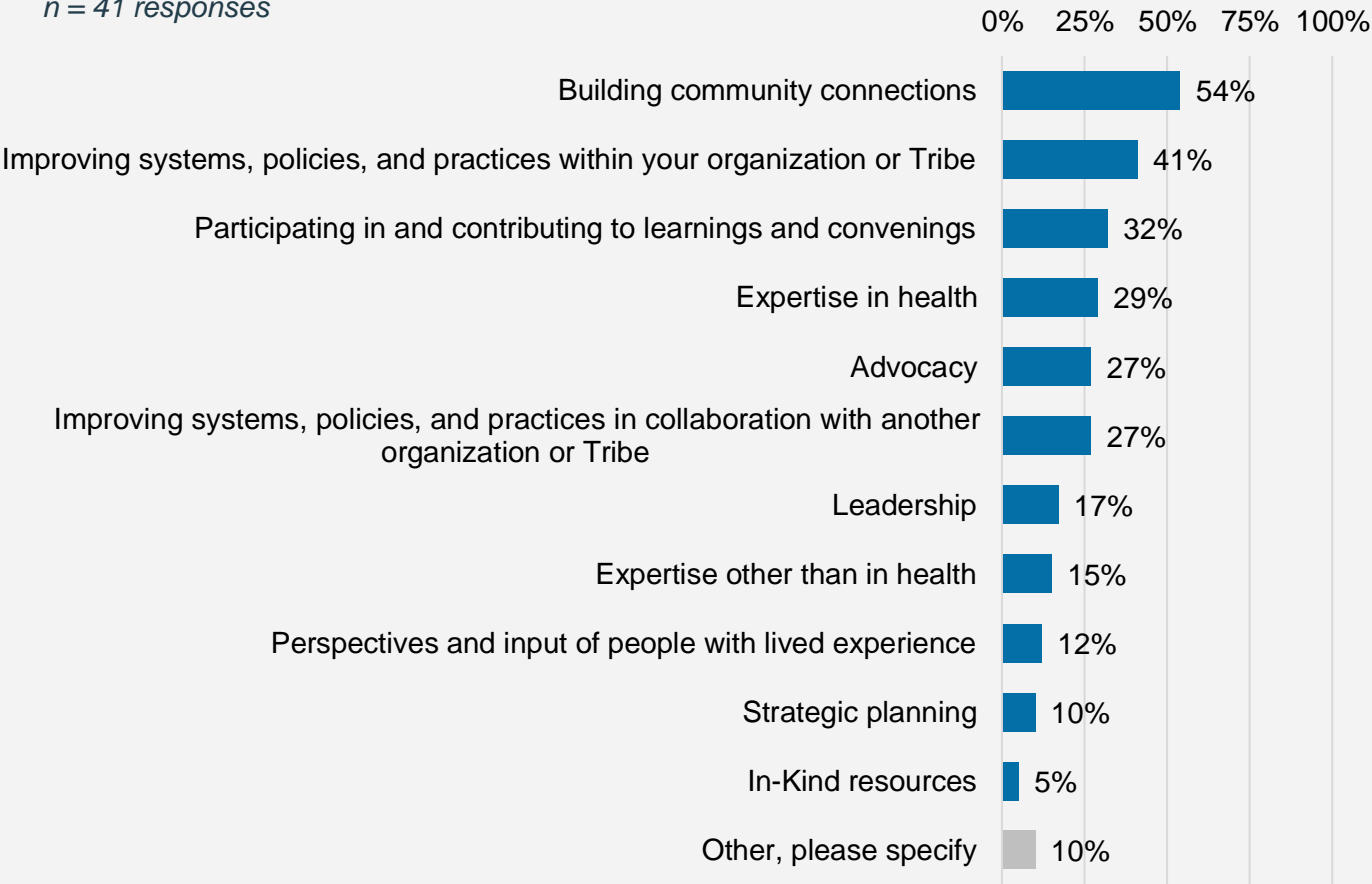 n = 41 responses
0% 25% 50% 75% 100%
Building community connections 54%
Improving systems, policies, and practices within your organization or Tribe 41%
Participating in and contributing to learnings and convenings 32%
Expertise in health 29%
Advocacy 27%
Improving systems, policies, and practices in collaboration with another
organization or Tribe 27%
Leadership 17%
Expertise other than in health 15%
Perspectives and input of people with lived experience 12%
Strategic planning 10%
In-Kind resources 5%
Other, please specify 10%